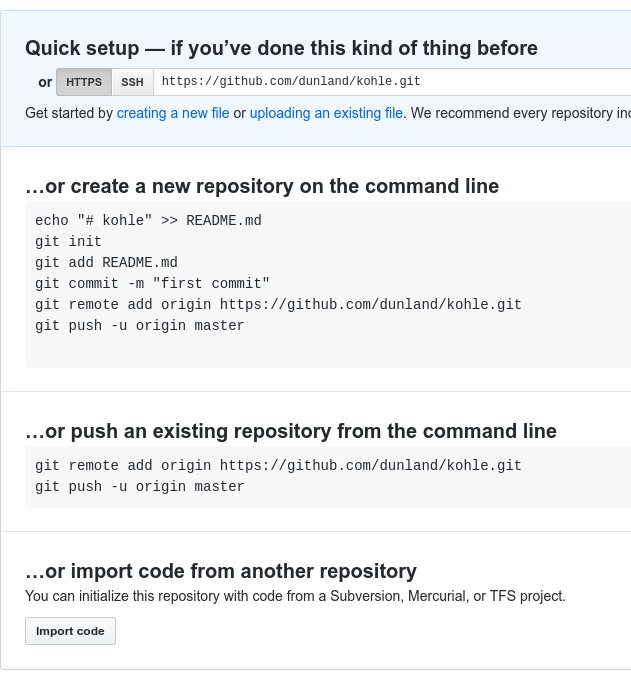 Quick setup — if you’ve done this kind of thing before
or HTTPS SSH https://github.com/dunland/kohle.git
Get started by creating a new file or uploading an existing file. We recommend every repository
…or create a new repository on the command line
echo "# kohle" >> README.md
git init
git add README.md
git commit -m "first commit"
git remote add origin https://github.com/dunland/kohle.git
git push -u origin master
…or push an existing repository from the command line
git remote add origin https://github.com/dunland/kohle.git
git push -u origin master
…or import code from another repository
You can initialize this repository with code from a Subversion, Mercurial, or TFS project.
Import code